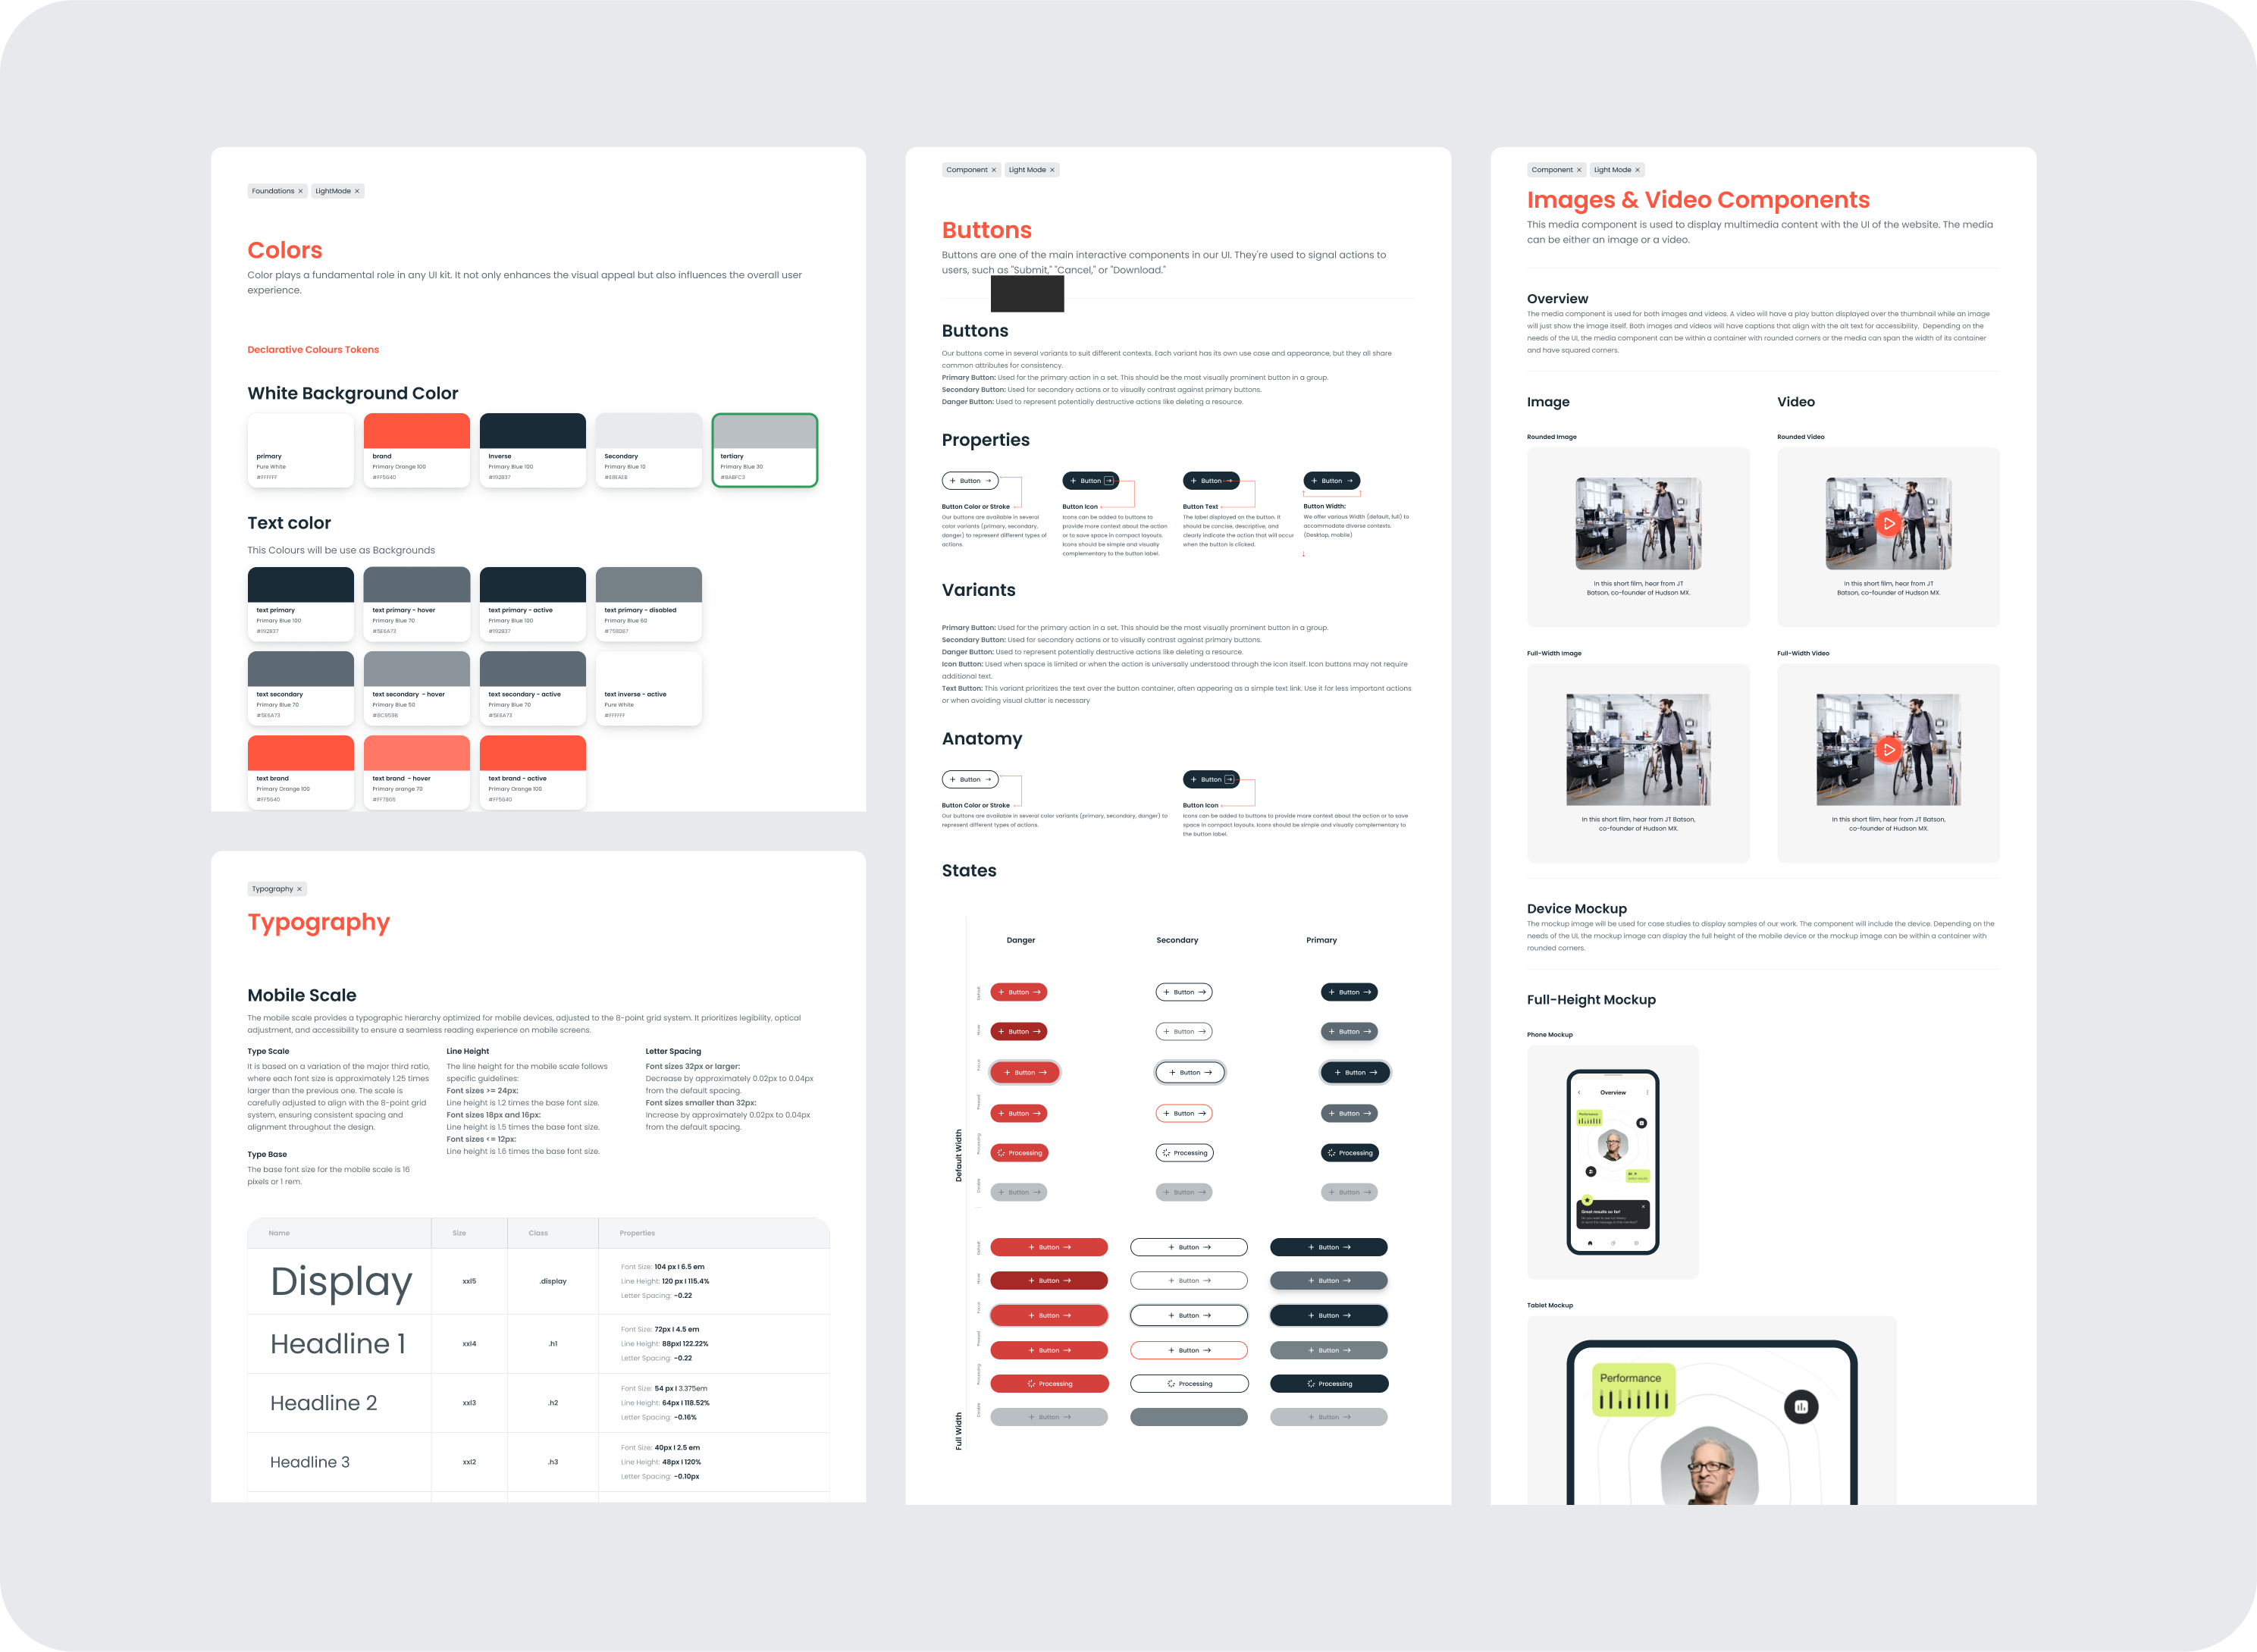 Foundations ×
LightMode ×
Colors
Color plays a fundamental role in any UI kit. It not only enhances the visual appeal but also influences the overall user
experience.
Declarative Colours Tokens
White Background Color
primary
Pure White
#FFFFFF
brand
Primary Orange 100
#FF5640
Inverse
Primary Blue 100
#192B37
Secondary
Primary Blue 10
#E8EAEB
tertiary
Primary Blue 30
#BABFC3
Text color
This Colours will be use as Backgrounds
text primary
Primary Blue 100
#192B37
text primary - hover
Primary Blue 70
#5E6A73
text primary - active
Primary Blue 100
#192B37
text primary - disabled
Primary Blue 60
text secondary
Primary Blue 70
#5E6A73
text secondary - hover
Primary Blue 50
#8C959B
text secondary - active
Primary Blue 70
#5E6A73
text inverse - active
Pure White
#FFFFFF
text brand
Primary Orange 100
#FF5640
text brand - hover
Primary orange 70
text brand - active
Primary Orange 100
#FF5640
Typography ×
Typography
Mobile Scale
The mobile scale provides a typographic hierarchy optimized for mobile devices, adjusted to the 8-point grid system. It prioritizes legibility, optical
adjustment, and accessibility to ensure a seamless reading experience on mobile screens.
Type Scale
It is based on a variation of the major third ratio,
where each font size is approximately 1.25 times
larger than the previous one. The scale is
carefully adjusted to align with the 8-point grid
system, ensuring consistent spacing and
alignment throughout the design.
Type Base
The base font size for the mobile scale is 16
pixels or 1 rem.
Line Height
The line height for the mobile scale follows
specific guidelines:
Font sizes >= 24px:
Line height is 1.2 times the base font size.
Font sizes 18px and 16px:
Line height is 1.5 times the base font size.
Font sizes <= 12px:
Line height is 1.6 times the base font size.
Letter Spacing
Font sizes 32px or larger:
Decrease by approximately 0.02px to 0.04px
from the default spacing.
Font sizes smaller than 32px:
Increase by approximately 0.02px to 0.04px
from the default spacing.
Name Size Class Properties
Display xxl5 .display
Font Size: 104 px I 6.5 em
Line Height: 120 px I 115.4%
Letter Spacing: -0.22
Headline 1 xxl4 .h1
Font Size: 72px I 4.5 em
Line Height: 88pxI 122.22%
Letter Spacing: -0.22
Headline 2 xxl3 .h2
Font Size: 54 px I 3.375em
Line Height: 64px I 118.52%
Letter Spacing: -0.16%
Headline 3 xxl2 .h3
Font Size: 40px I 2.5 em
Line Height: 48px I 120%
Letter Spacing: -0.10px
Component ×
Light Mode ×
Buttons
Buttons are one of the main interactive components in our UI. They're used to signal actions to
users, such as "Submit," "Cancel," or "Download."
Buttons
Our buttons come in several variants to suit different contexts. Each variant has its own use case and appearance, but they all share
common attributes for consistency.
Primary Button: Used for the primary action in a set. This should be the most visually prominent button in a group.
Secondary Button: Used for secondary actions or to visually contrast against primary buttons.
Danger Button: Used to represent potentially destructive actions like deleting a resource.
Properties
+ Button →
Button Color or Stroke
Our buttons are available in several
color variants (primary, secondary,
danger) to represent different types of
actions.
+ Button →
Button Icon
Icons can be added to buttons to
provide more context about the action
or to save space in compact layouts.
Icons should be simple and visually
complementary to the button label.
+ Button →
Button Text
The label displayed on the button. It
should be concise, descriptive, and
clearly indicate the action that will occur
when the button is clicked.
+ Button →
Button Width:
We offer various Width (default, full) to
accommodate diverse contexts.
(Desktop, mobile)
Variants
Primary Button: Used for the primary action in a set. This should be the most visually prominent button in a group.
Secondary Button: Used for secondary actions or to visually contrast against primary buttons.
Danger Button: Used to represent potentially destructive actions like deleting a resource.
Icon Button: Used when space is limited or when the action is universally understood through the icon itself. Icon buttons may not require
additional text.
Text Button: This variant prioritizes the text over the button container, often appearing as a simple text link. Use it for less important actions
or when avoiding visual clutter is necessary
Anatomy
+ Button →
Button Color or Stroke
Our buttons are available in several color variants (primary, secondary, danger) to
represent different types of actions.
+ Button →
Button Icon
Icons can be added to buttons to provide more context about the action or to save
space in compact layouts. Icons should be simple and visually complementary to
the button label.
States
Danger Secondary Primary
Default Width
Default + Button → + Button → + Button →
Hover + Button → + Button → + Button →
Focus + Button → + Button → + Button →
Pressed + Button → + Button → + Button →
Processing Processing Processing Processing
Disable + Button → + Button → + Button →
Full Width
Default + Button → + Button → + Button →
Hover + Button → + Button → + Button →
Focus + Button → + Button → + Button →
Pressed + Button → + Button → + Button →
Processing Processing Processing Processing
Disable + Button → + Button →
Component ×
Light Mode ×
Images & Video Components
This media component is used to display multimedia content with the UI of the website. The media
can be either an image or a video.
Overview
The media component is used for both images and videos. A video will have a play button displayed over the thumbnail while an image
will just show the image itself. Both images and videos will have captions that align with the alt text for accessibility. Depending on the
needs of the UI, the media component can be within a container with rounded corners or the media can span the width of its container
and have squared corners.
Image
Video
Rounded Image
In this short film, hear from JT
Batson, co-founder of Hudson MX.
Rounded Video
In this short film, hear from JT
Batson, co-founder of Hudson MX.
Full-Width Image
In this short film, hear from JT Batson,
co-founder of Hudson MX.
Full-Width Video
In this short film, hear from JT Batson,
co-founder of Hudson MX.
Device Mockup
The mockup image will be used for case studies to display samples of our work. The component will include the device. Depending on the
needs of the UI, the mockup image can display the full height of the mobile device or the mockup image can be within a container with
rounded corners.
Full-Height Mockup
Phone Mockup
Overview
Performance
Great results so far!
Tablet Mockup
Performance